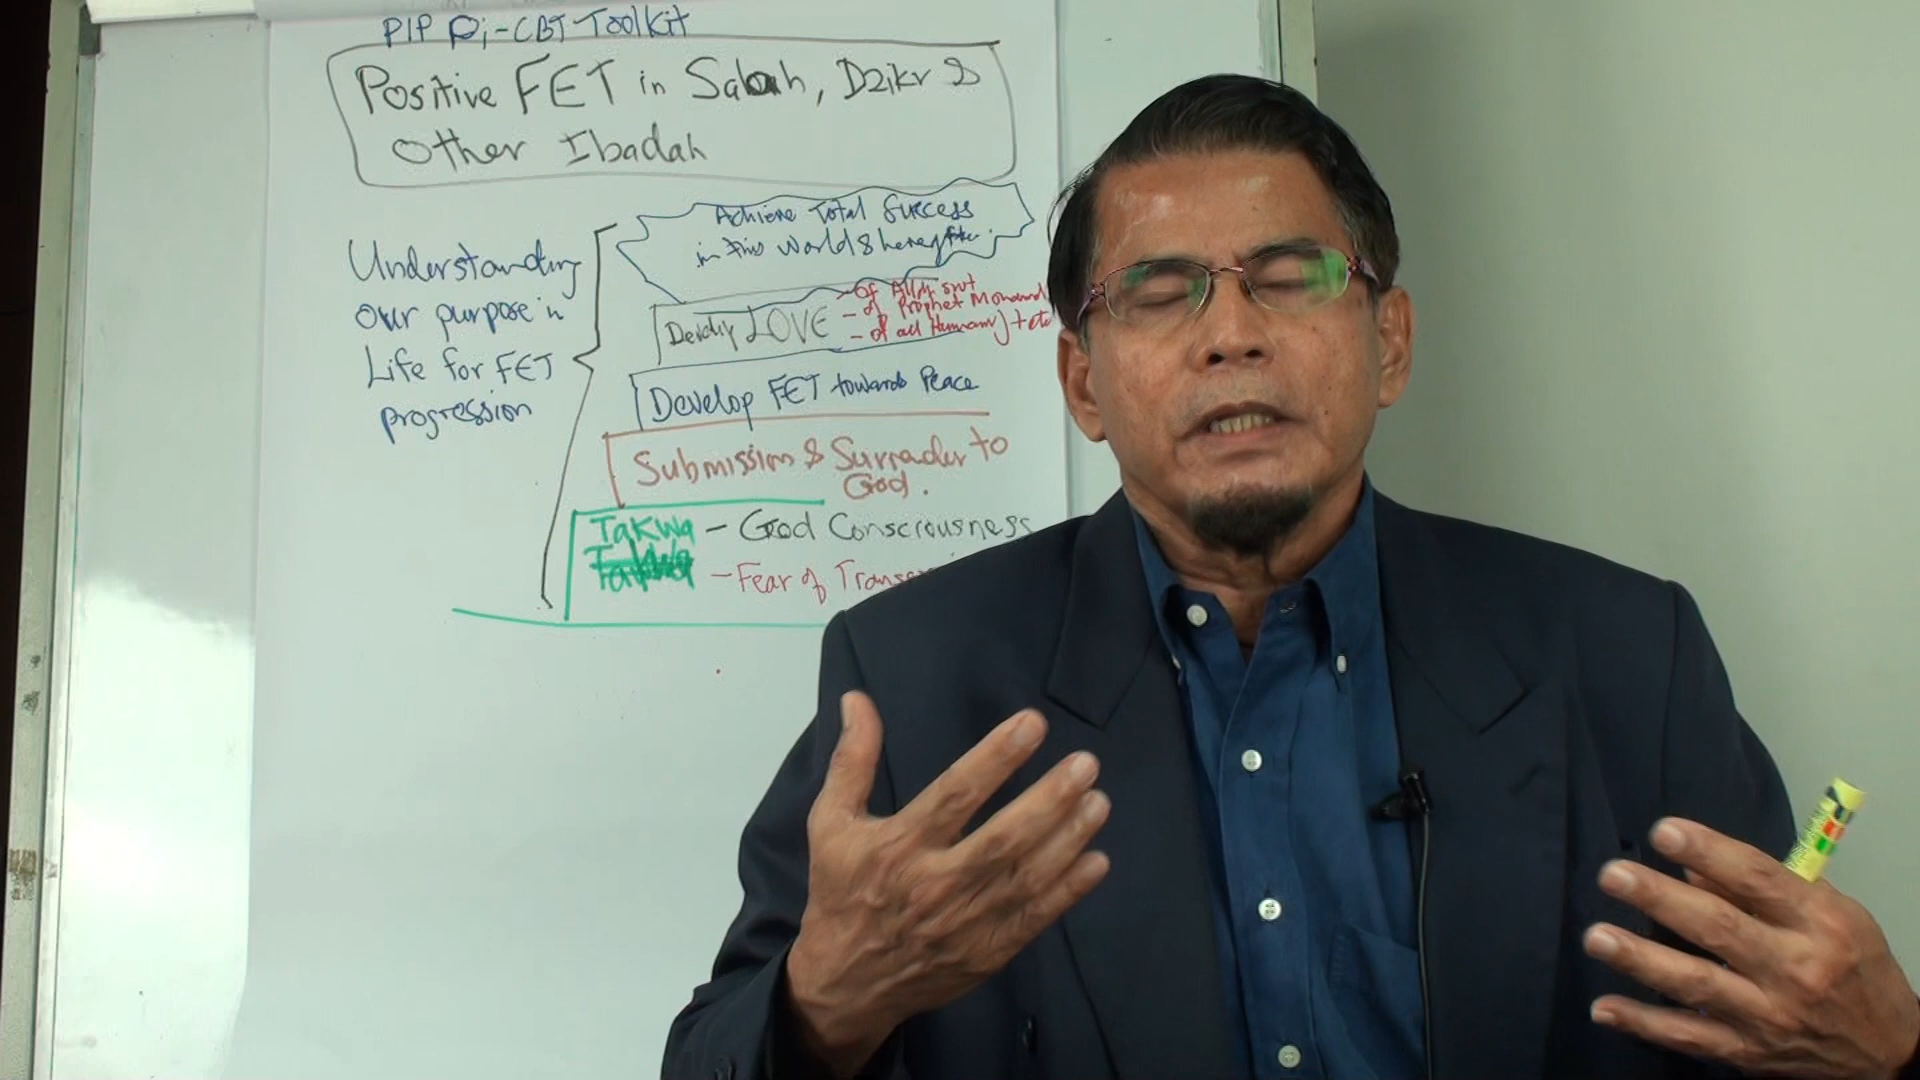 PIP Di-CBT Toolkit
Positive FET in Salah, Dzikr &
other Ibadah
Achieve Total Success
in this world & hereafter.
Understanding
our purpose in
Life for FET
progression
Develop LOVE
- of Allah swt
- of Prophet Mohamad
- of all Humanity + etc
Develop FET towards Peace
Submission & Surrender to
God.
Takwa - God Consciousness
- Fear of